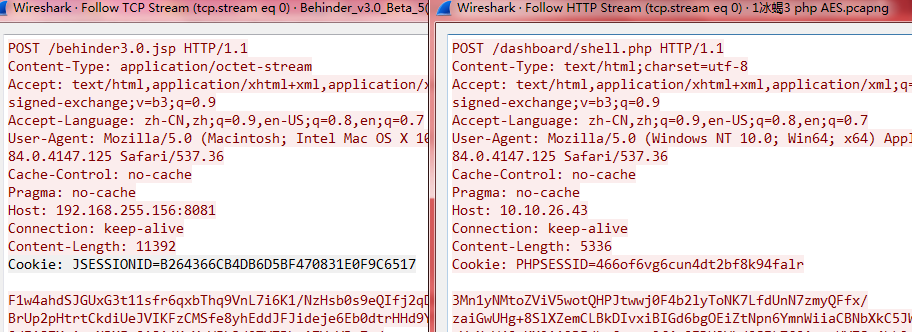 Wireshark · Follow TCP Stream (tcp.stream eq 0) · Behinder_v3.0_Beta_5(
POST /behinder3.0.jsp HTTP/1.1
Content-Type: application/octet-stream
Accept: text/html,application/xhtml+xml,application/x
signed-exchange;v=b3;q=0.9
Accept-Language: zh-CN,zh;q=0.9,en-US;q=0.8,en;q=0.7
User-Agent: Mozilla/5.0 (Macintosh; Intel Mac OS X 10
84.0.4147.125 Safari/537.36
Cache-Control: no-cache
Pragma: no-cache
Host: 192.168.255.156:8081
Connection: keep-alive
Content-Length: 11392
Cookie: JSESSIONID=B264366CB4DB6D5BF470831E0F9C6517
F1w4ahdSJGUxG3t11sfr6qxbThq9VnL7i6K1/NzHsb0s9eQIfj2qD
BrUp2pHtrtCkdiUeJVIKFzCMSfe8yhEddJFJideje6Eb0dtrHHd9Y
Wireshark · Follow HTTP Stream (tcp.stream eq 0) · 1冰蝎3 php AES.pcapng
POST /dashboard/shell.php HTTP/1.1
Content-Type: text/html;charset=utf-8
Accept: text/html,application/xhtml+xml,application/xml;q=
signed-exchange;v=b3;q=0.9
Accept-Language: zh-CN,zh;q=0.9,en-US;q=0.8,en;q=0.7
User-Agent: Mozilla/5.0 (Windows NT 10.0; Win64; x64) Appl
84.0.4147.125 Safari/537.36
Cache-Control: no-cache
Pragma: no-cache
Host: 10.10.26.43
Connection: keep-alive
Content-Length: 5336
Cookie: PHPSESSID=466of6vg6cun4dt2bf8k94falr
3Mn1yNMtoZViV5wotQHPJtwwj0F4b2lyToNK7LfdUnN7zmyQFfx/
zaiGwUHg+8SlXZemCLBkDIvxiBIGd6bgOEiZtNpn6YmnWiiaCBNbXkC5JW